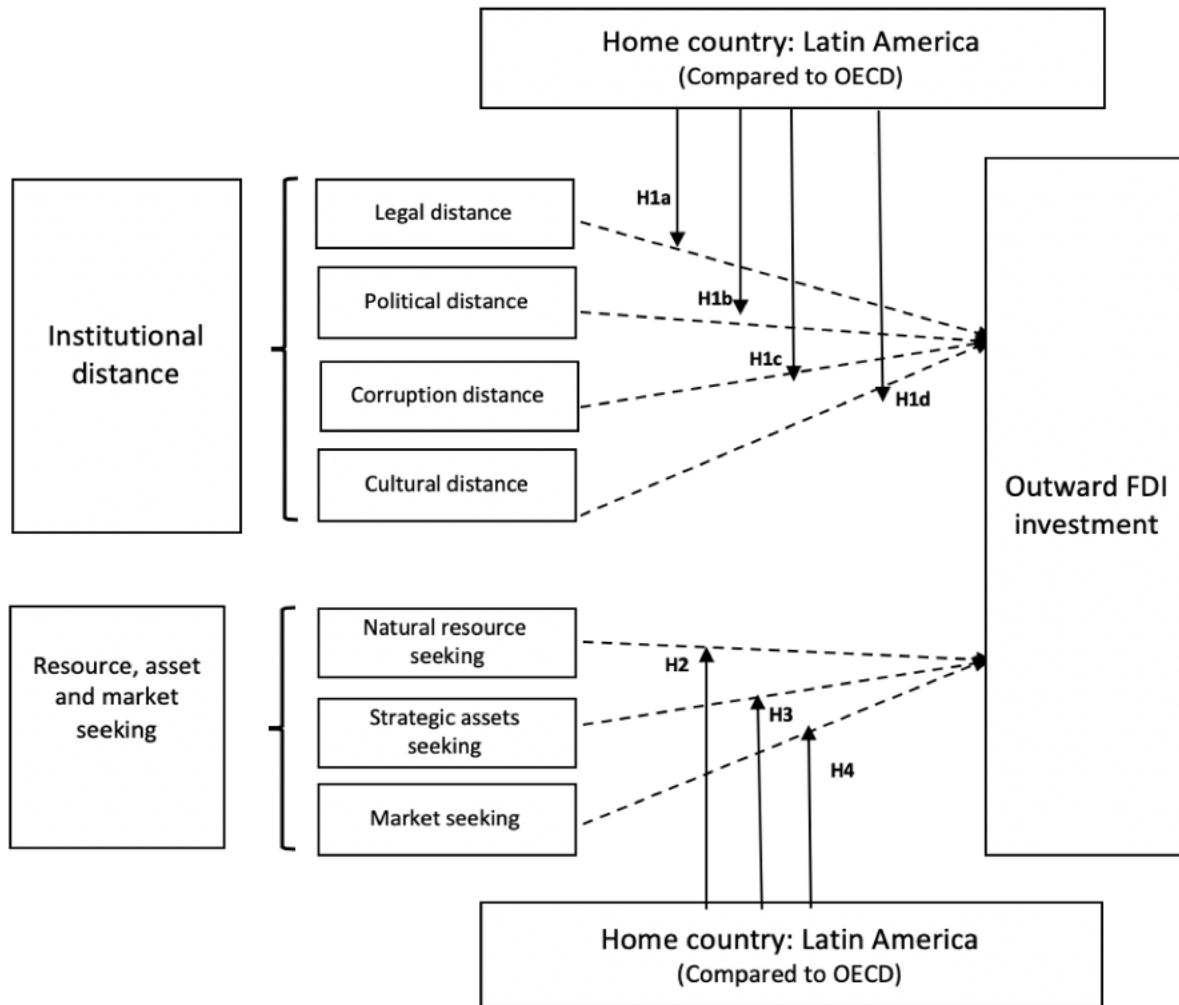 Home country: Latin America
(Compared to OECD)
H1a
Legal distance
H1b
Political distance
Institutional
distance
H1c
Corruption distance
H1d
Cultural distance
Outward FDI
investment
Natural resource
seeking
H2
Resource, asset
and market
seeking
Strategic assets
seeking
H3
H4
Market seeking
Home country: Latin America
(Compared to OECD)